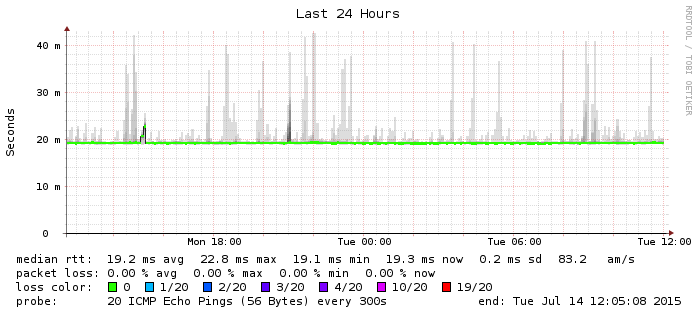 Last 24 Hours
RRDTOOL / TOBI OETIKER
Seconds
40 m
30 m
20 m
10 m
0
Mon 18:00 Tue 00:00 Tue 06:00 Tue 12:00
median rtt: 19.2 ms avg 22.8 ms max 19.1 ms min 19.3 ms now 0.2 ms sd 83.2 am/s
packet loss: 0.00 % avg 0.00 % max 0.00 % min 0.00 % now
loss color: 0 1/20 2/20 3/20 4/20 10/20 19/20
probe: 20 ICMP Echo Pings (56 Bytes) every 300s end: Tue Jul 14 12:05:08 2015